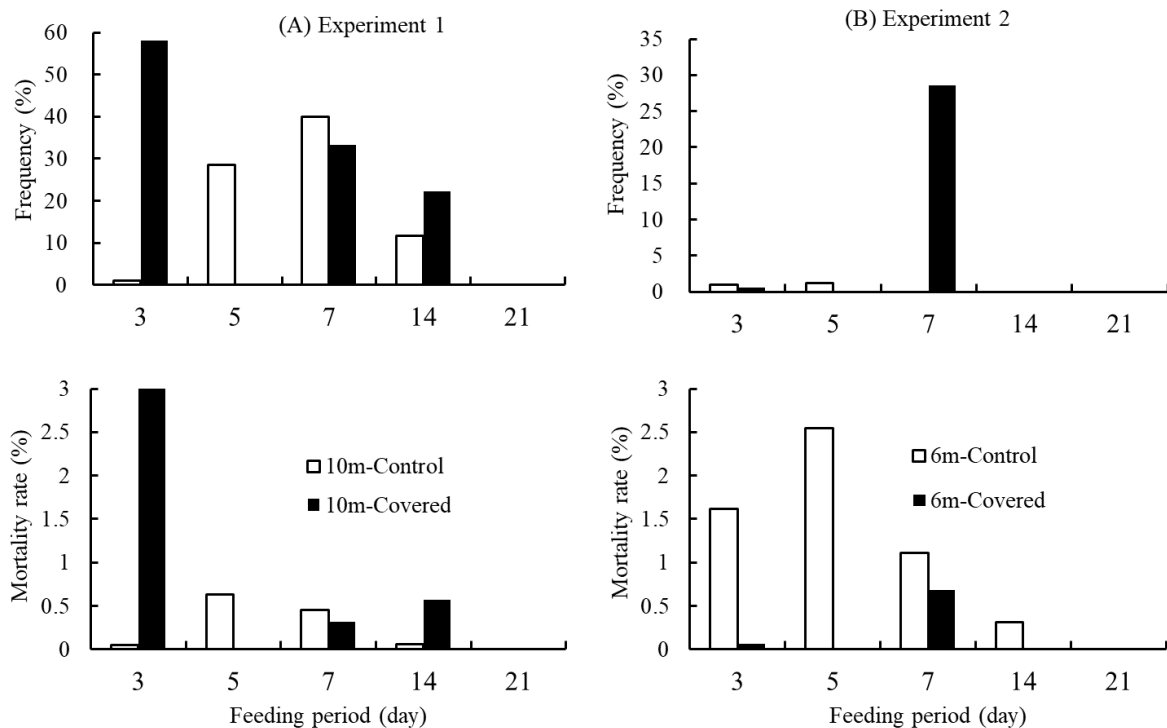 (A) Experiment 1
Frequency (%)
60
50
40
30
20
10
0
3 5 7 14 21
(B) Experiment 2
Frequency (%)
35
30
25
20
15
10
5
0
3 5 7 14 21
Mortality rate (%)
3
2.5
2
1.5
1
0.5
0
10m-Control
10m-Covered
3 5 7 14 21
Feeding period (day)
Mortality rate (%)
3
2.5
2
1.5
1
0.5
0
6m-Control
6m-Covered
3 5 7 14 21
Feeding period (day)